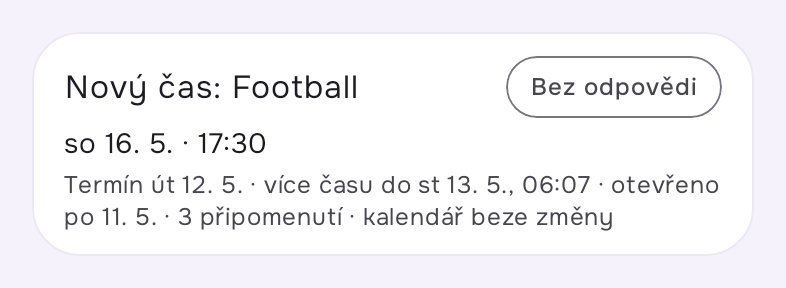 Nový čas: Football
Bez odpovědi
so 16. 5. · 17:30
Termín út 12. 5. · více času do st 13. 5., 06:07 · otevřeno
po 11. 5. · 3 připomenutí · kalendář beze změny